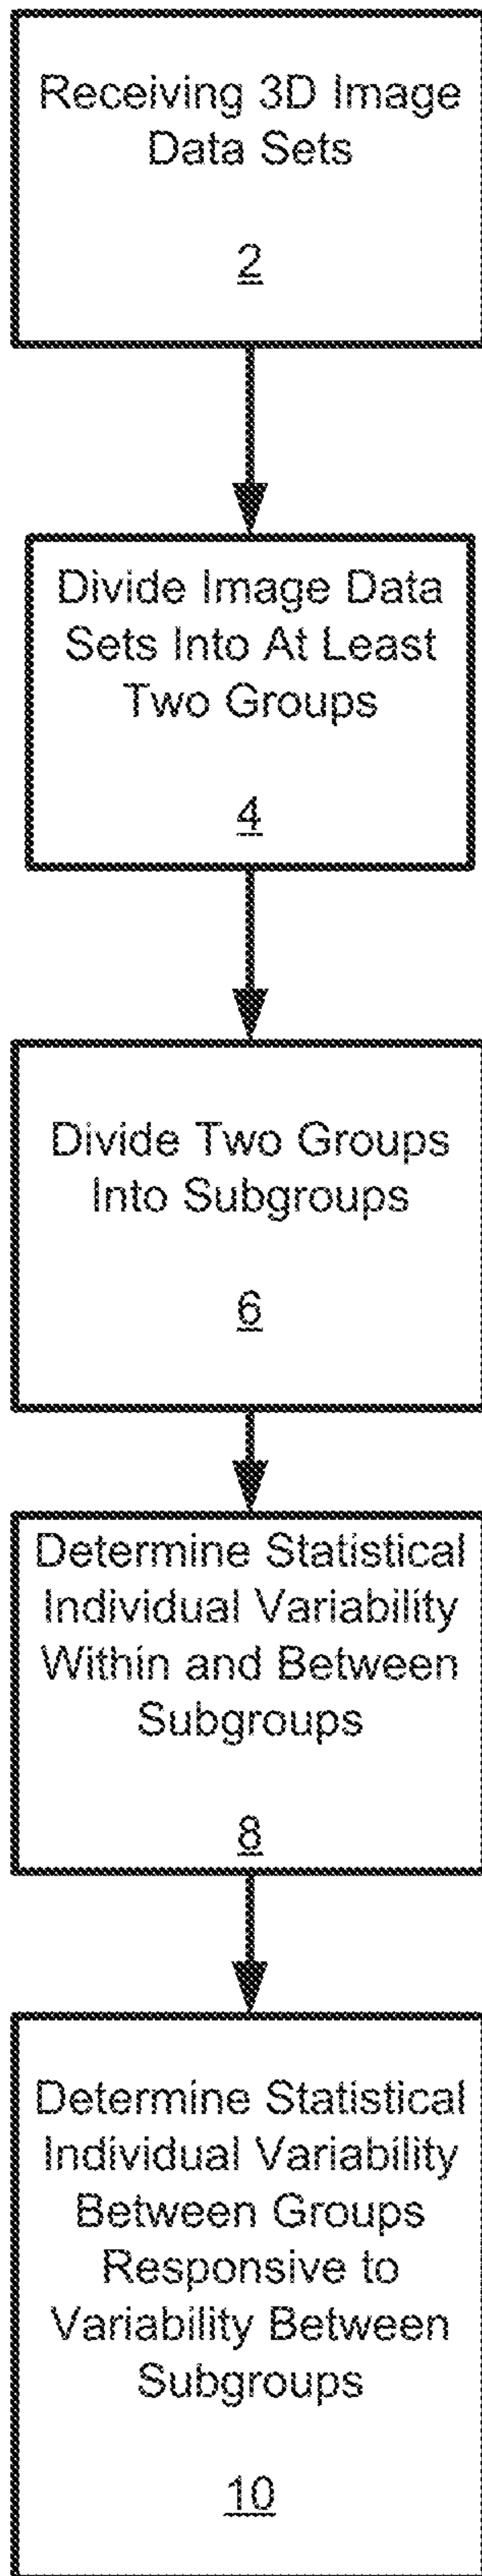 Receiving 3D Image
Data Sets
2
Divide Image Data
Sets Into At Least
Two Groups
4
Divide Two Groups
Into Subgroups
6
Determine Statistical
Individual Variability
Within and Between
Subgroups
8
Determine Statistical
Individual Variability
Between Groups
Responsive to
Variability Between
Subgroups
10